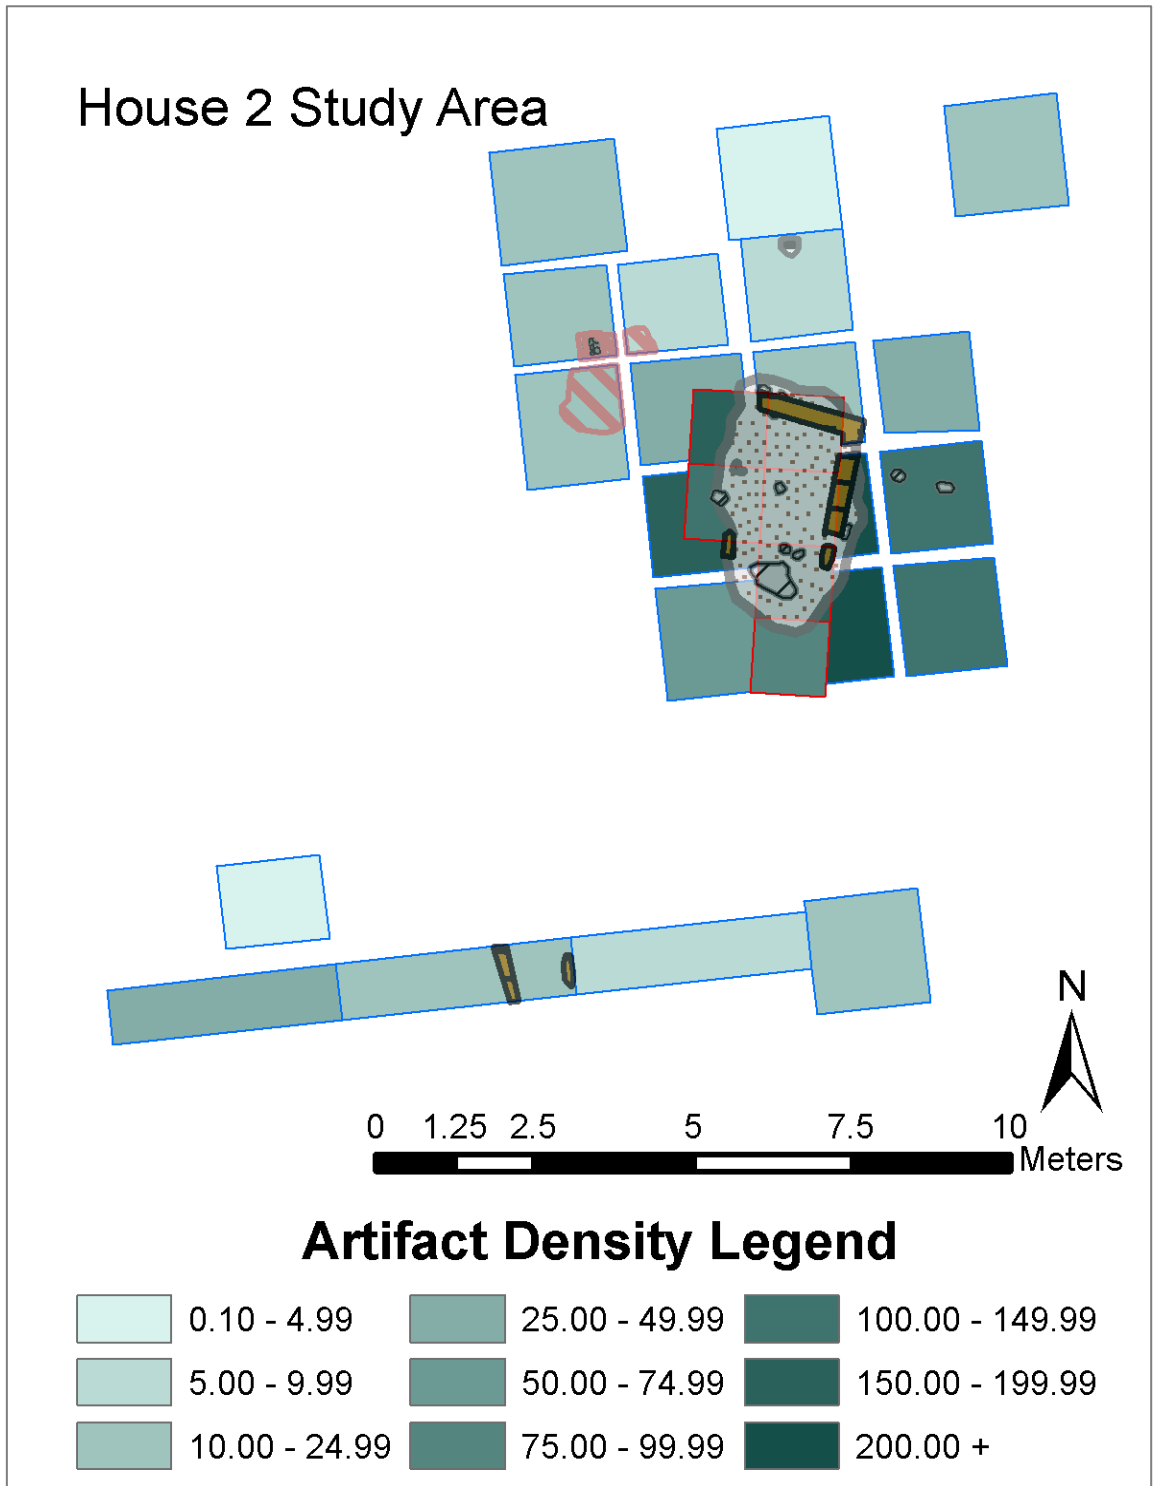 House 2 Study Area
N
0 1.25 2.5 5 7.5 10
Meters
Artifact Density Legend
0.10 - 4.99 25.00 - 49.99 100.00 - 149.99
5.00 - 9.99 50.00 - 74.99 150.00 - 199.99
10.00 - 24.99 75.00 - 99.99 200.00 +